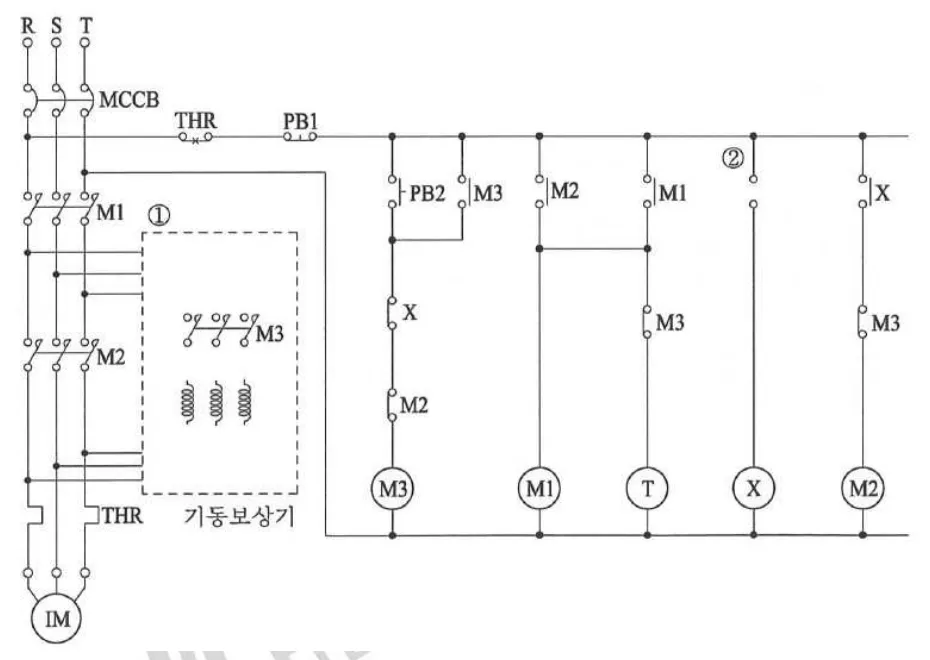 R S T
MCCB
THR PB1
②
PB2 M3 M2 M1 X
M1
①
X M3 M3
M3
M2
M2
M3 M1 T X M2
기동보상기
THR
IM